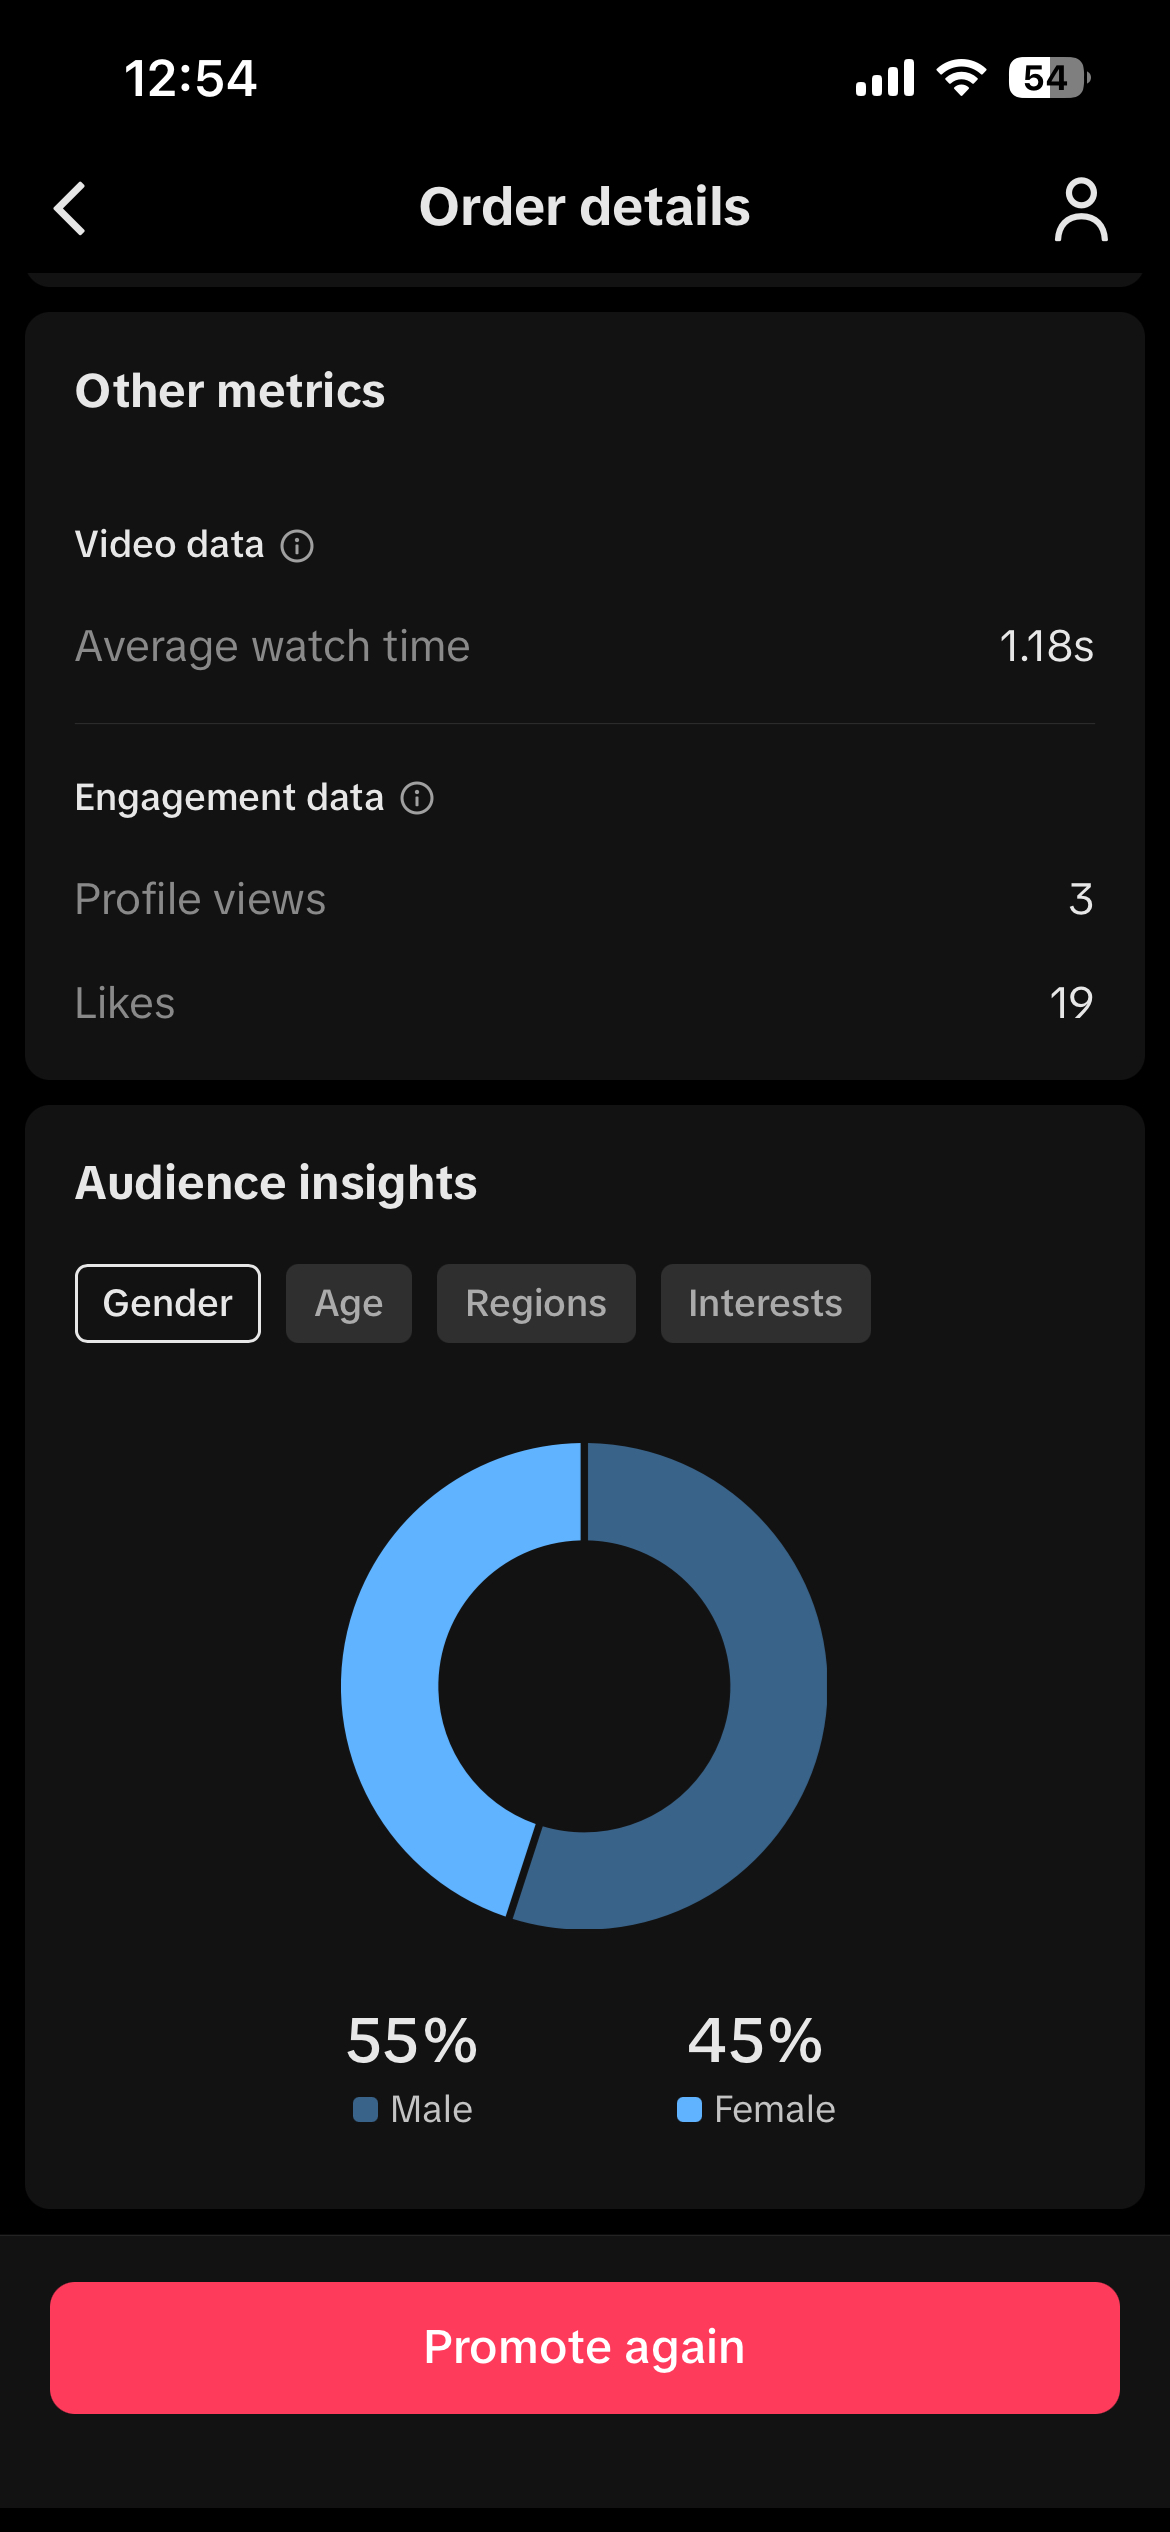 12:54
54
Order details
Other metrics
Video data
Average watch time 1.18s
Engagement data
Profile views 3
Likes 19
Audience insights
Gender Age Regions Interests
55% 45%
Male Female
Promote again